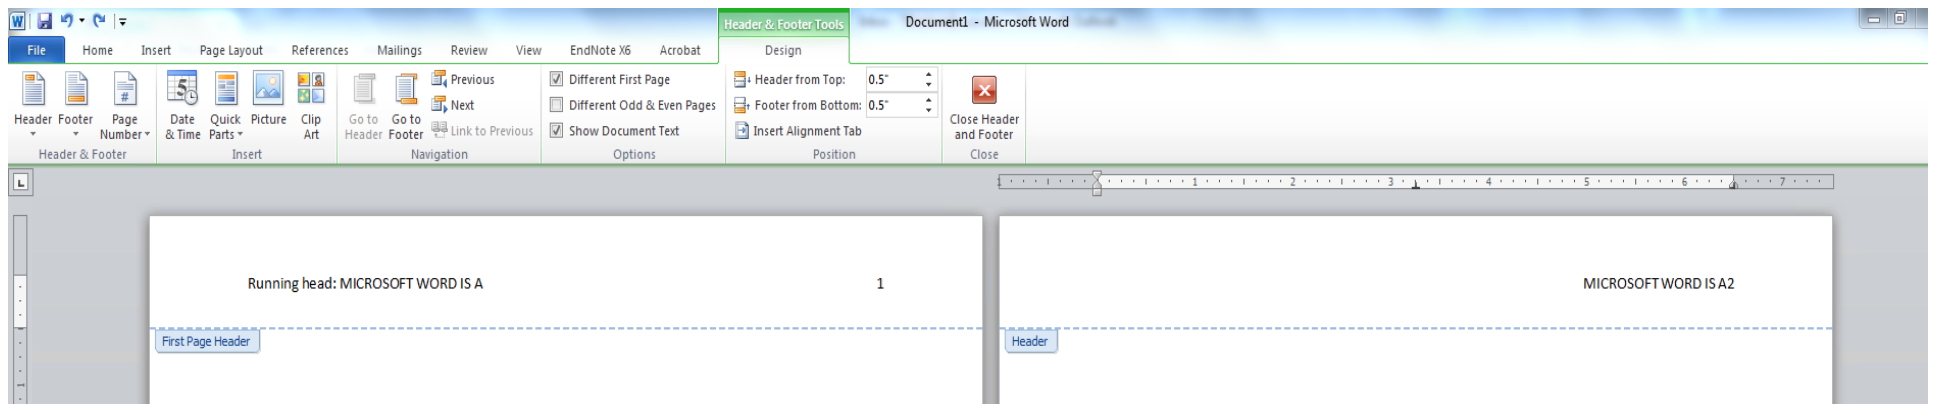 W Header & Footer Tools Document1 - Microsoft Word
File Home Insert Page Layout References Mailings Review View EndNote X6 Acrobat Design
Header Footer Page Number
Header & Footer
Date & Time Quick Parts Picture Clip Art
Insert
Go to Header Go to Footer Previous
Next
Link to Previous
Navigation
Different First Page
Different Odd & Even Pages
Show Document Text
Options
Header from Top: 0.5"
Footer from Bottom: 0.5"
Insert Alignment Tab
Position
Close Header and Footer
Close
L 1 1 2 3 4 5 6 7
Running head: MICROSOFT WORD IS A 1
MICROSOFT WORD IS A2
First Page Header
Header
1